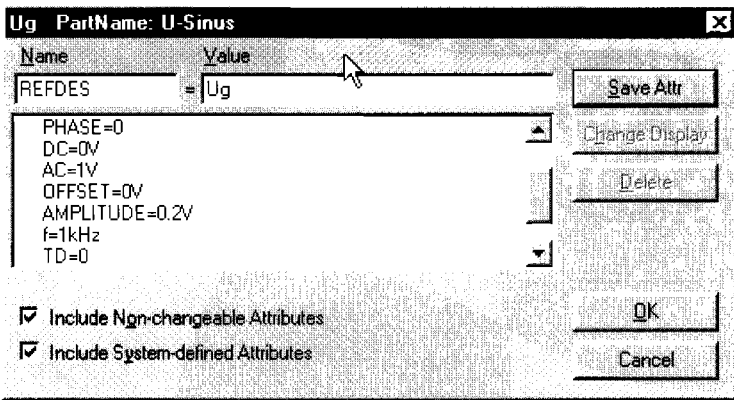 Ug PartName: U-Sinus
Name Value
REFDES = Ug
Save Attr
PHASE=0
DC=0V
AC=1V
OFFSET=0V
AMPLITUDE=0.2V
f=1kHz
TD=0
Change Display
Delete
Include Non-changeable Attributes
Include System-defined Attributes
OK
Cancel